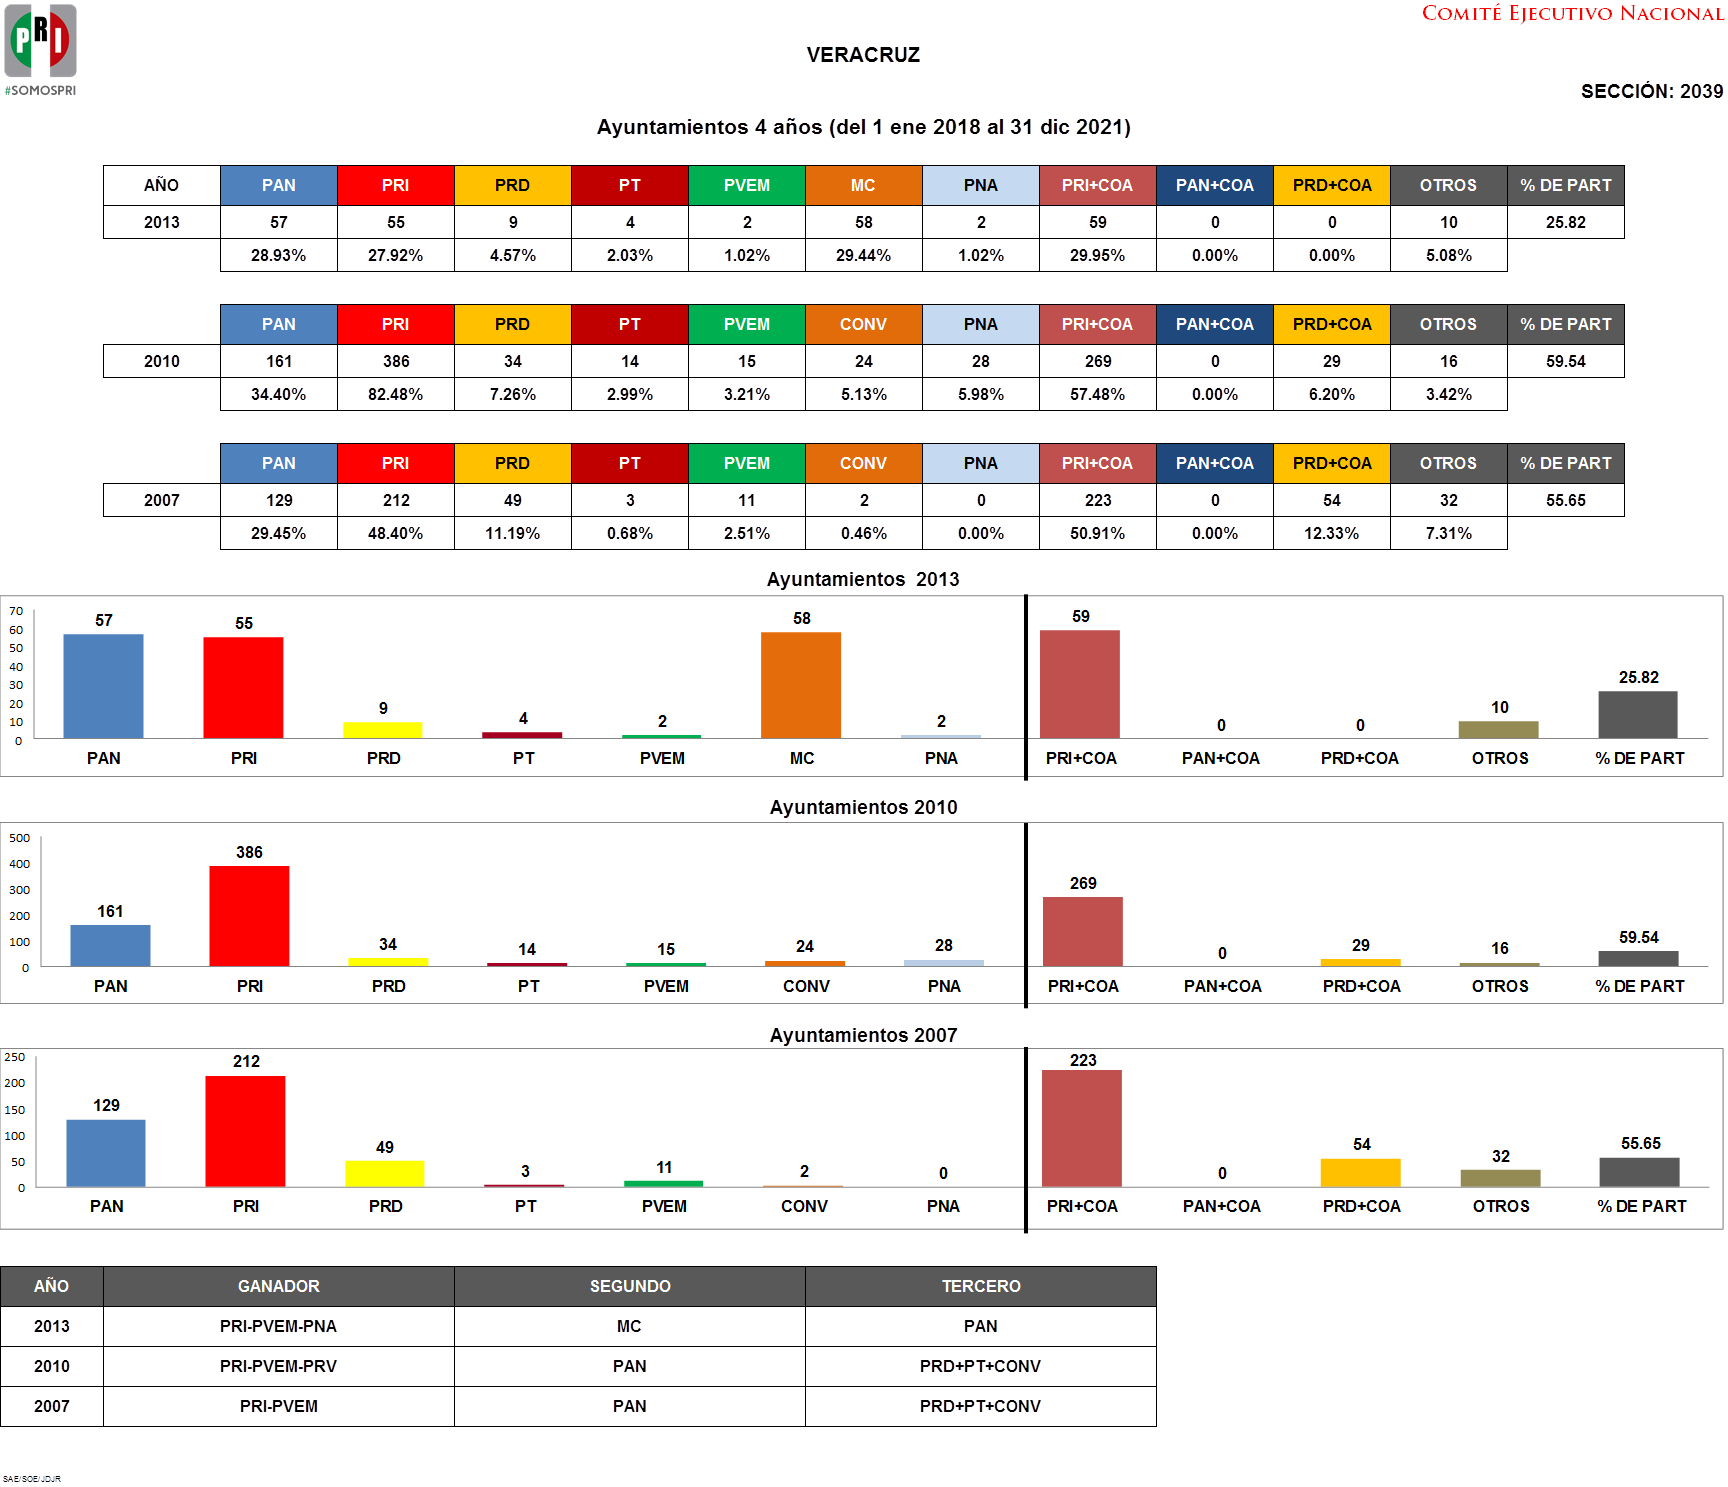 PRI
#SOMOSPRI
COMITÉ EJECUTIVO NACIONAL
VERACRUZ
SECCIÓN: 2039
Ayuntamientos 4 años (del 1 ene 2018 al 31 dic 2021)
AÑO PAN PRI PRD PT PVEM MC PNA PRI+COA PAN+COA PRD+COA OTROS % DE PART
2013 57 55 9 4 2 58 2 59 0 0 10 25.82
28.93% 27.92% 4.57% 2.03% 1.02% 29.44% 1.02% 29.95% 0.00% 0.00% 5.08%
PAN PRI PRD PT PVEM CONV PNA PRI+COA PAN+COA PRD+COA OTROS % DE PART
2010 161 386 34 14 15 24 28 269 0 29 16 59.54
34.40% 82.48% 7.26% 2.99% 3.21% 5.13% 5.98% 57.48% 0.00% 6.20% 3.42%
PAN PRI PRD PT PVEM CONV PNA PRI+COA PAN+COA PRD+COA OTROS % DE PART
2007 129 212 49 3 11 2 0 223 0 54 32 55.65
29.45% 48.40% 11.19% 0.68% 2.51% 0.46% 0.00% 50.91% 0.00% 12.33% 7.31%
Ayuntamientos 2013
70
60
50
40
30
20
10
0
57 55 9 4 2 58 2 59 0 0 10 25.82
PAN PRI PRD PT PVEM MC PNA PRI+COA PAN+COA PRD+COA OTROS % DE PART
Ayuntamientos 2010
500
400
300
200
100
0
161 386 34 14 15 24 28 269 0 29 16 59.54
PAN PRI PRD PT PVEM CONV PNA PRI+COA PAN+COA PRD+COA OTROS % DE PART
Ayuntamientos 2007
250
200
150
100
50
0
129 212 49 3 11 2 0 223 0 54 32 55.65
PAN PRI PRD PT PVEM CONV PNA PRI+COA PAN+COA PRD+COA OTROS % DE PART
AÑO GANADOR SEGUNDO TERCERO
2013 PRI-PVEM-PNA MC PAN
2010 PRI-PVEM-PRV PAN PRD+PT+CONV
2007 PRI-PVEM PAN PRD+PT+CONV
SAE/SOE/JDJR